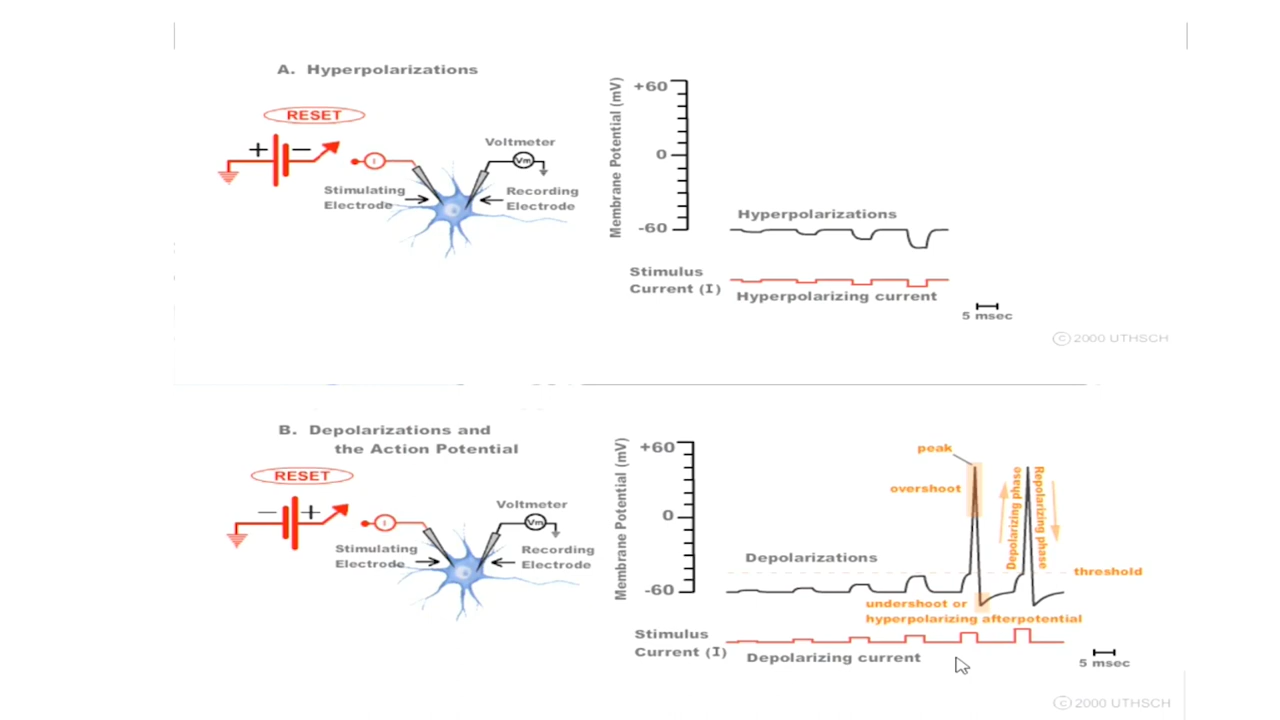 A. Hyperpolarizations
RESET
+ −
I
Voltmeter
Vm
Stimulating
Electrode
Recording
Electrode
Membrane Potential (mV)
+60
0
-60
Hyperpolarizations
Stimulus
Current (I)
Hyperpolarizing current
5 msec
© 2000 UTHSCH
B. Depolarizations and
the Action Potential
RESET
− +
I
Voltmeter
Vm
Stimulating
Electrode
Recording
Electrode
Membrane Potential (mV)
+60
0
-60
peak
overshoot
Depolarizing phase
Repolarizing phase
Depolarizations
threshold
undershoot or
hyperpolarizing afterpotential
Stimulus
Current (I)
Depolarizing current
5 msec
© 2000 UTHSCH